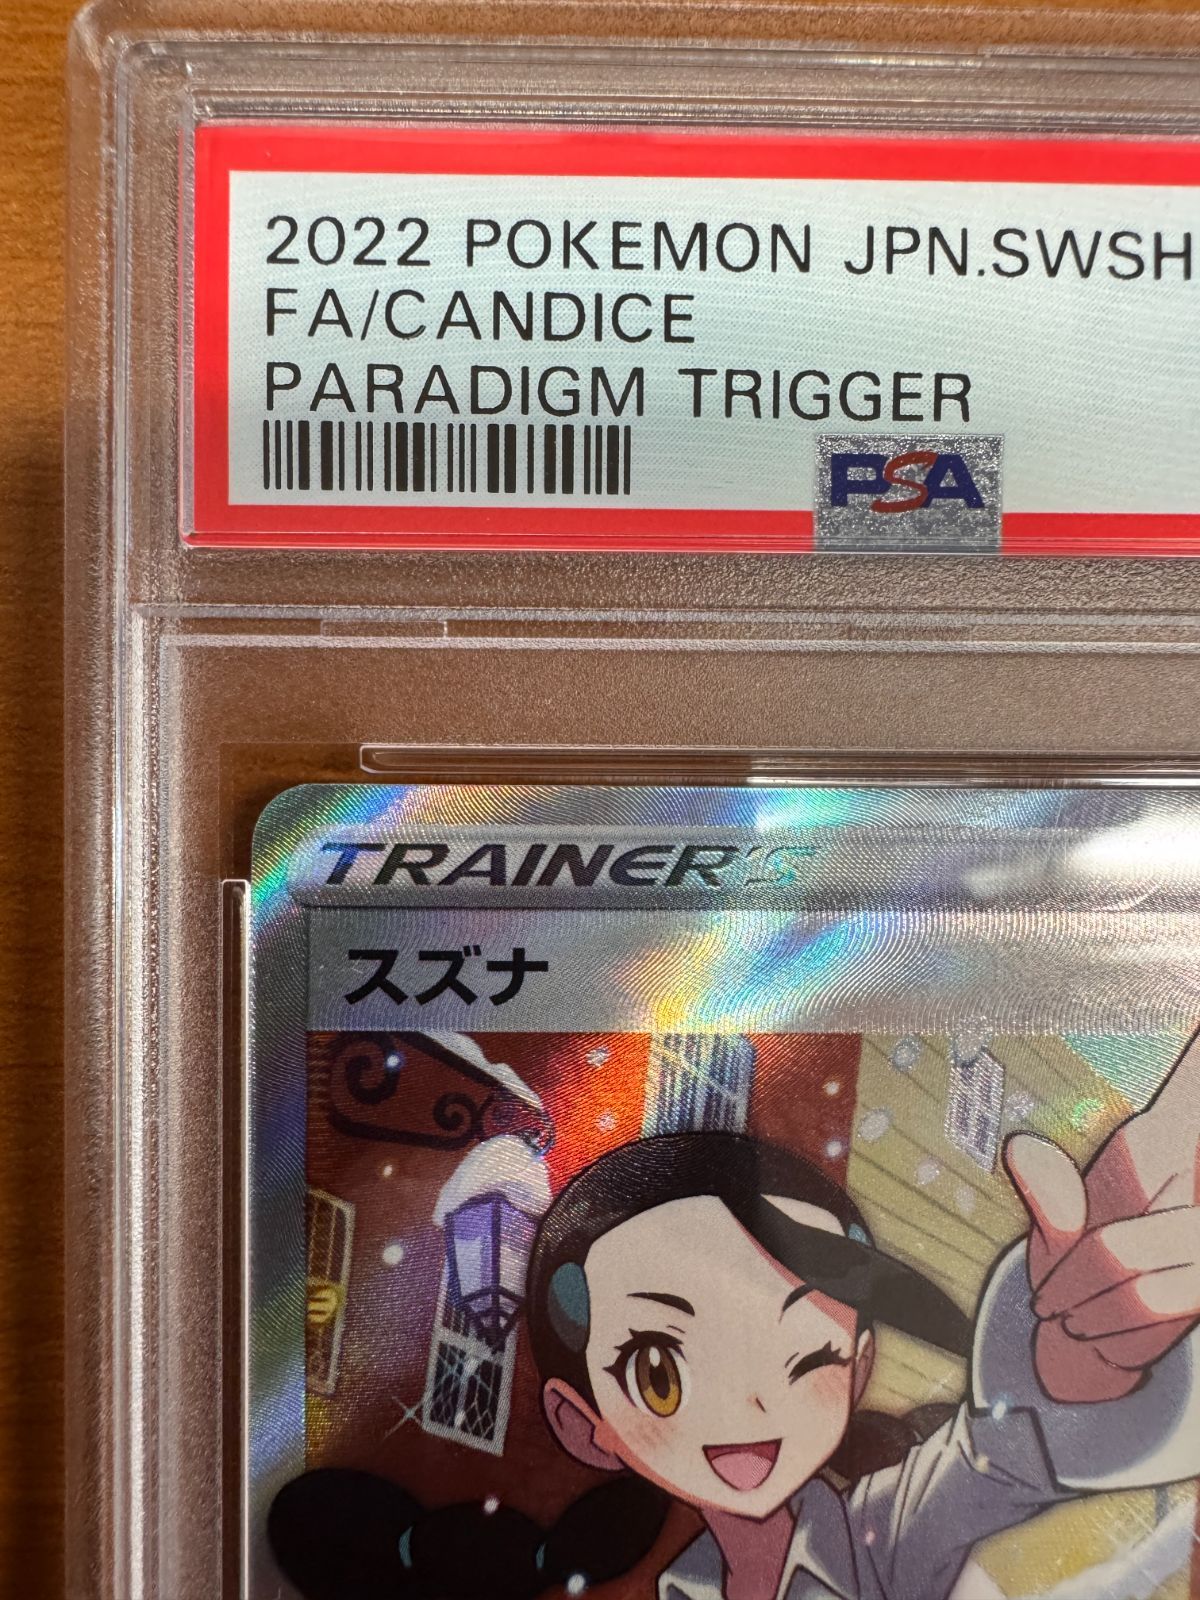 2022 POKEMON JPN.SWSH
FA/CANDICE
PARADIGM TRIGGER
PSA
TRAINER'S
スズナ